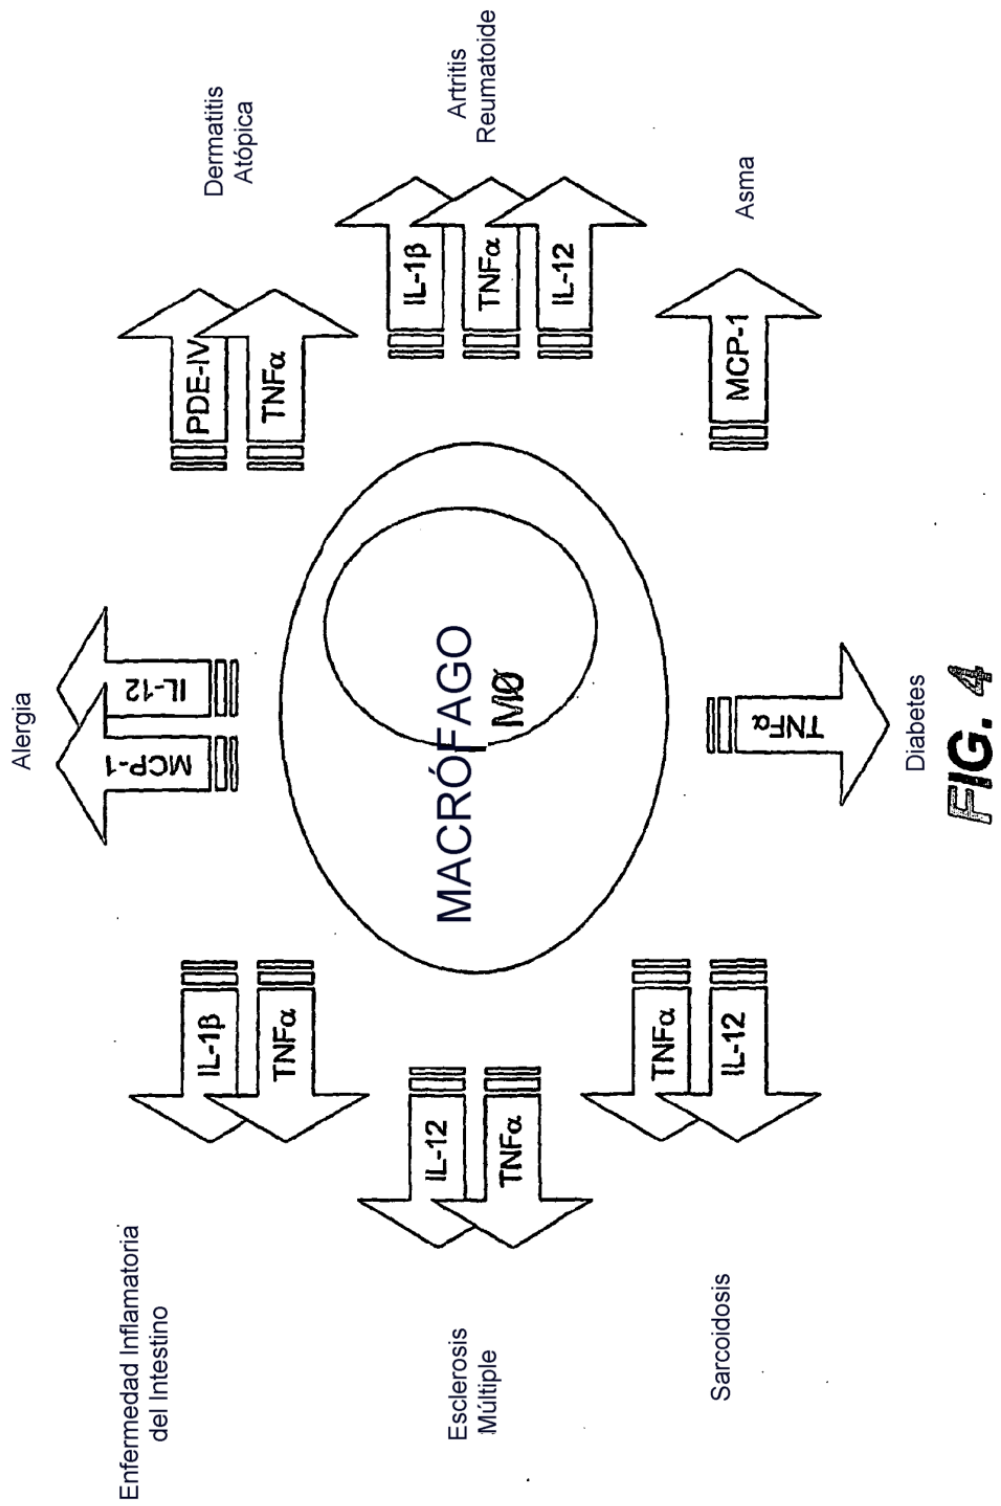 Alergia
MCP-1
IL-12
Enfermedad Inflamatoria
del Intestino
IL-1β
TNFα
PDE-IV
TNFα
Dermatitis
Atópica
Esclerosis
Múltiple
IL-12
TNFα
MACRÓFAGO
MØ
IL-1β
TNFα
IL-12
Artritis
Reumatoide
Sarcoidosis
TNFα
IL-12
TNFα
Diabetes
MCP-1
Asma
FIG. 4